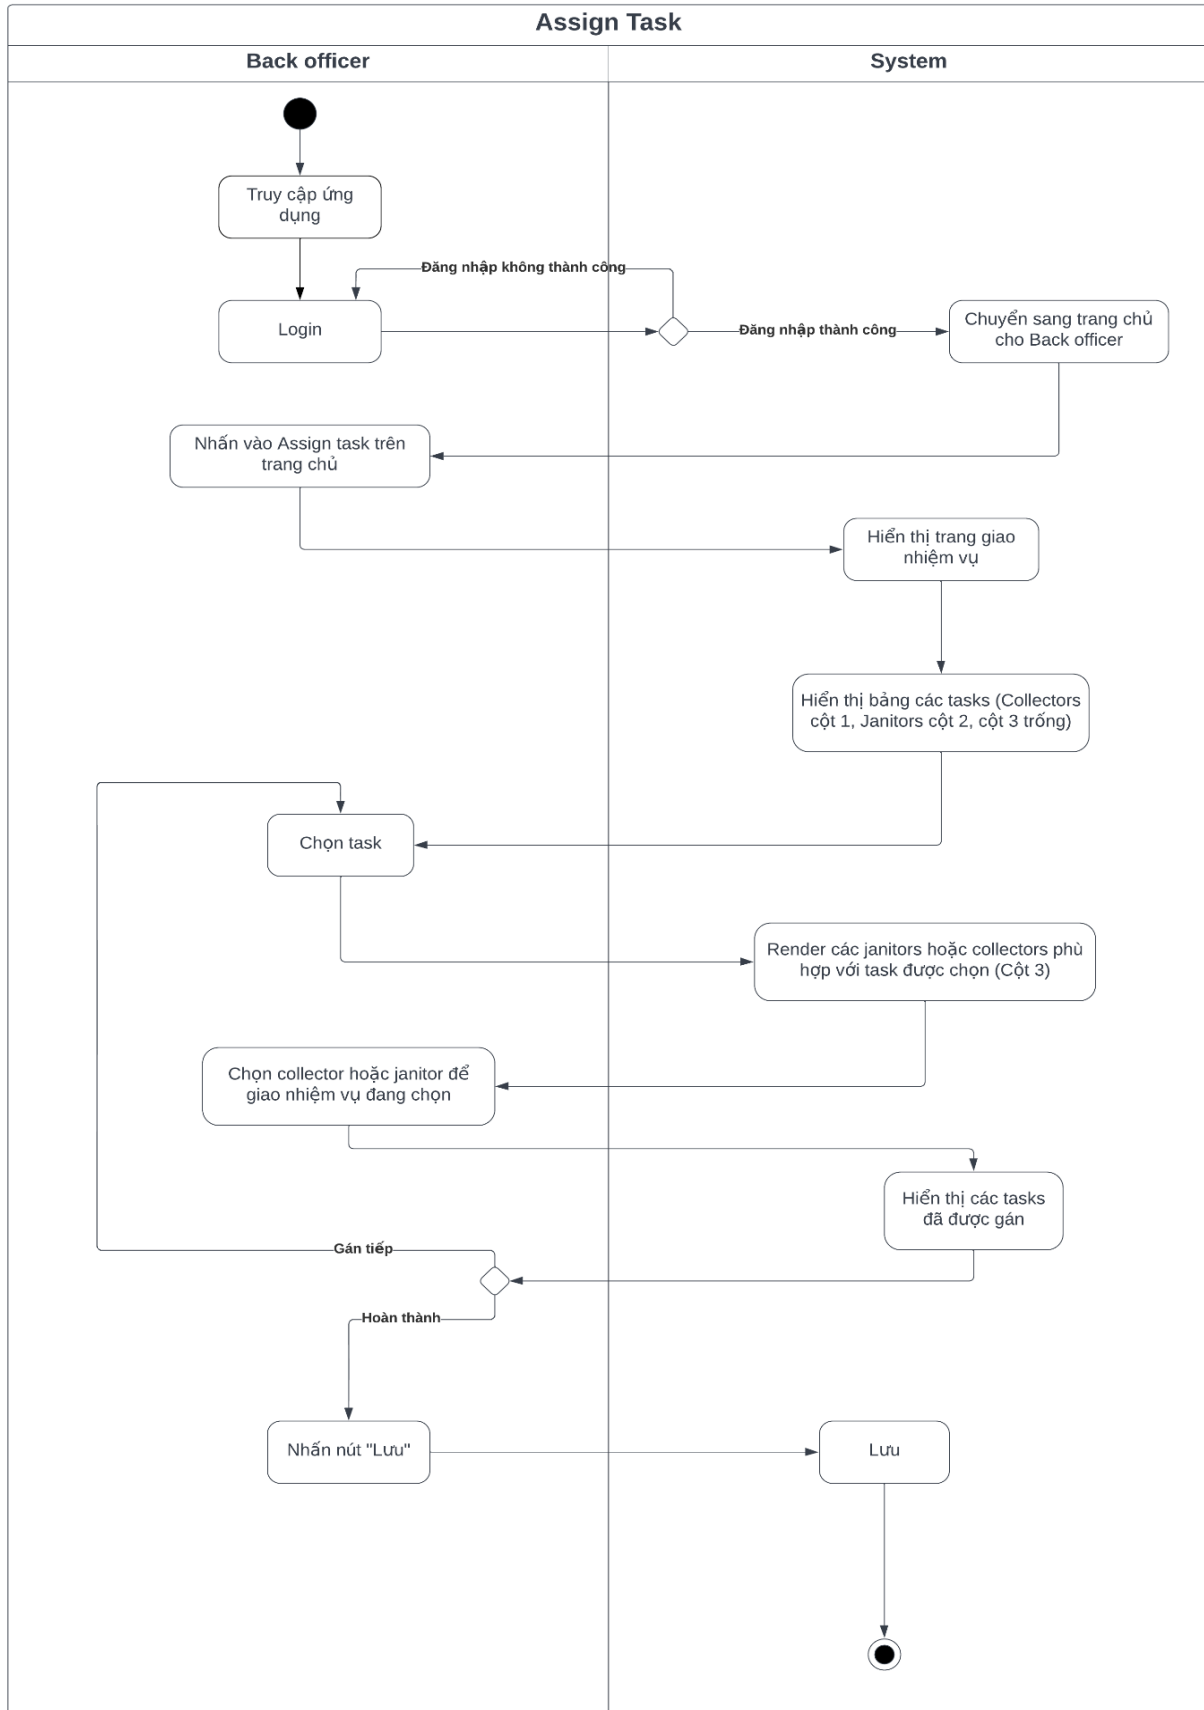 Assign Task
Back officer
System
Truy cập ứng
dụng
Đăng nhập không thành công
Login
Đăng nhập thành công
Chuyển sang trang chủ
cho Back officer
Nhấn vào Assign task trên
trang chủ
Hiển thị trang giao
nhiệm vụ
Hiển thị bảng các tasks (Collectors
cột 1, Janitors cột 2, cột 3 trống)
Chọn task
Render các janitors hoặc collectors phù
hợp với task được chọn (Cột 3)
Chọn collector hoặc janitor để
giao nhiệm vụ đang chọn
Hiển thị các tasks
đã được gán
Gán tiếp
Hoàn thành
Nhấn nút "Lưu"
Lưu